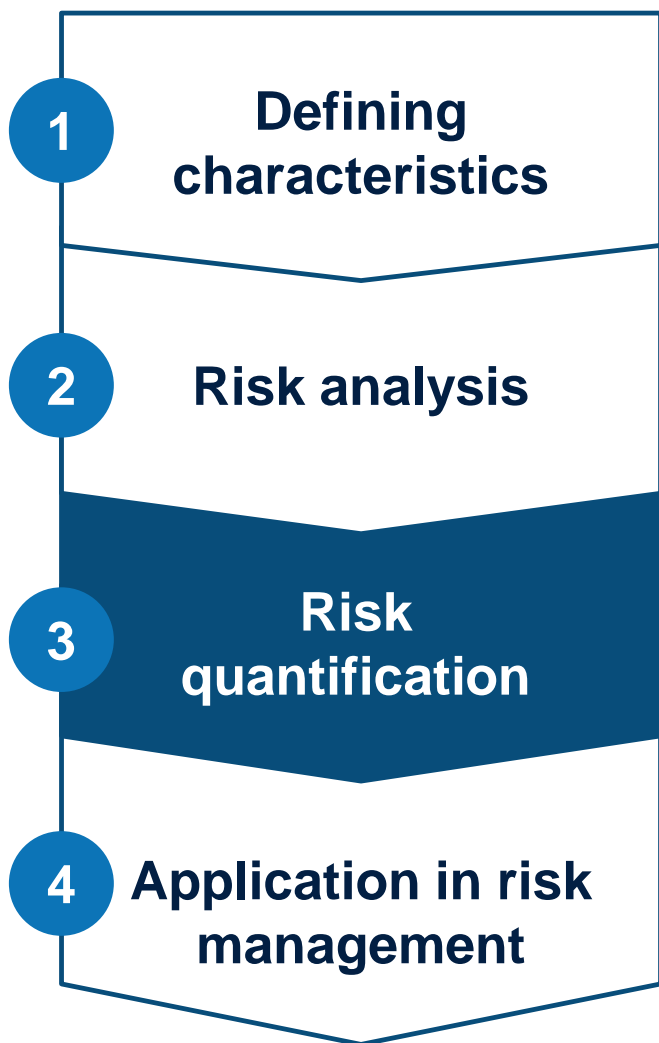 1
Defining
characteristics
2
Risk analysis
3
Risk
quantification
4
Application in risk
management